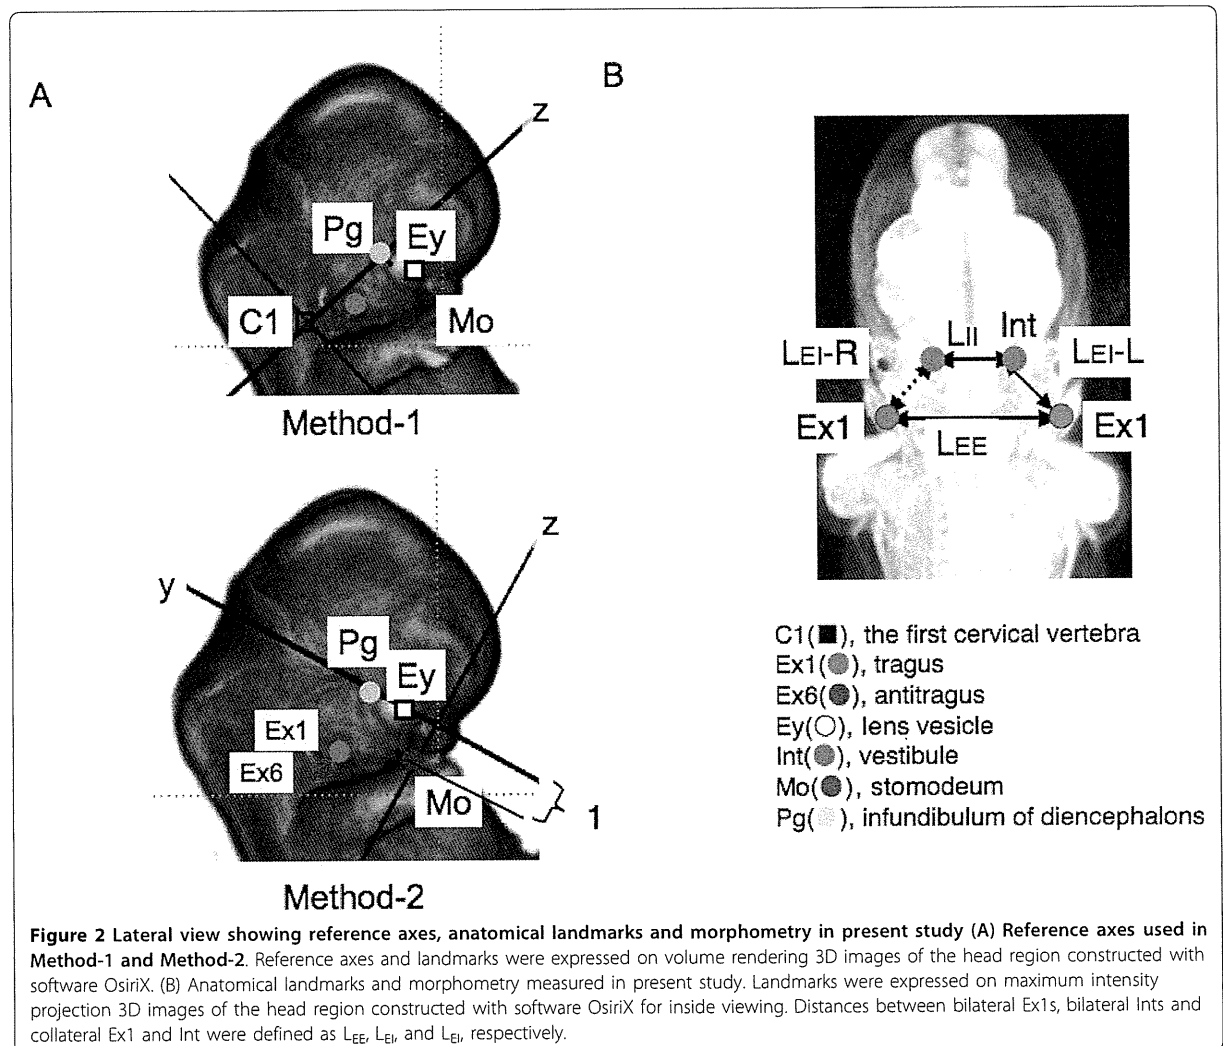 A
z
Pg
Ey
C1
Mo
Method-1
z
y
Pg
Ey
Ex1
Ex6
Mo
1
Method-2
B
LII
Int
LEI-R
LEI-L
Ex1
Ex1
LEE
C1(■), the first cervical vertebra
Ex1(●), tragus
Ex6(●), antitragus
Ey(○), lens vesicle
Int(●), vestibule
Mo(●), stomodeum
Pg(●), infundibulum of diencephalons
Figure 2 Lateral view showing reference axes, anatomical landmarks and morphometry in present study (A) Reference axes used in
Method-1 and Method-2. Reference axes and landmarks were expressed on volume rendering 3D images of the head region constructed with
software OsiriX. (B) Anatomical landmarks and morphometry measured in present study. Landmarks were expressed on maximum intensity
projection 3D images of the head region constructed with software OsiriX for inside viewing. Distances between bilateral Ex1s, bilateral Ints and
collateral Ex1 and Int were defined as LEE, LEI, and LEI, respectively.